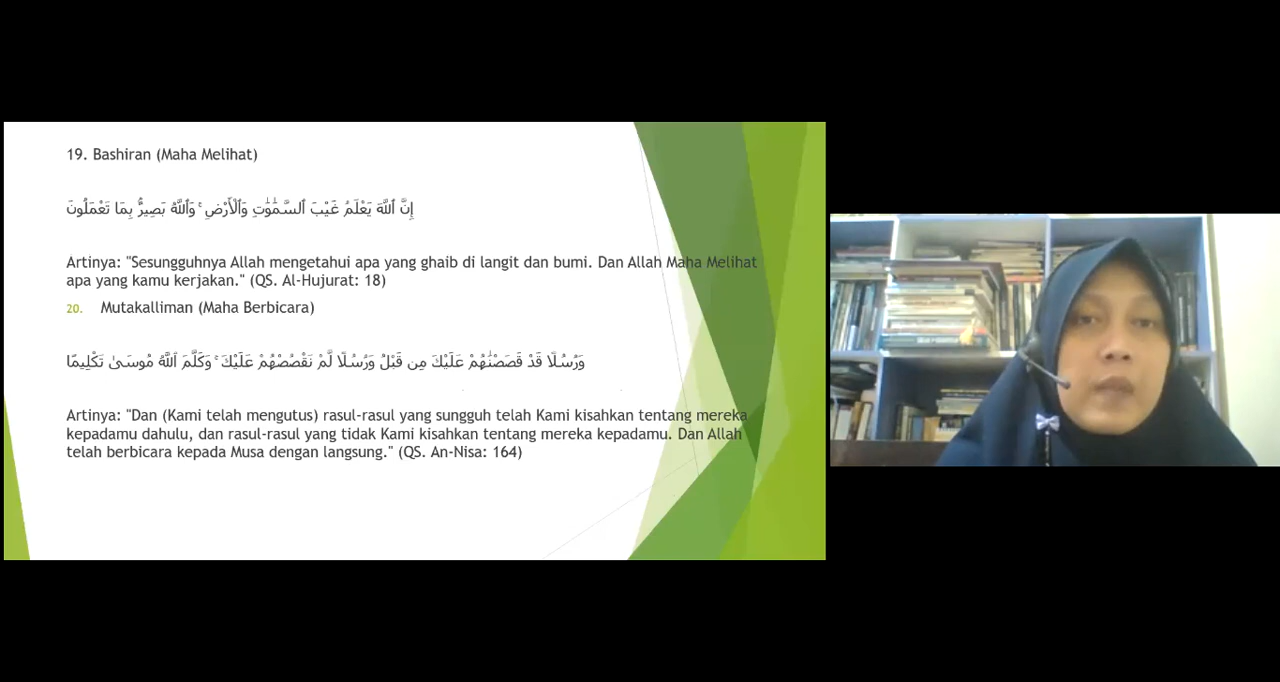 19. Bashiran (Maha Melihat)
إِنَّ ٱللَّهَ يَعْلَمُ غَيْبَ ٱلسَّمَٰوَٰتِ وَٱلْأَرْضِ ۚ وَٱللَّهُ بَصِيرٌۢ بِمَا تَعْمَلُونَ
Artinya: "Sesungguhnya Allah mengetahui apa yang ghaib di langit dan bumi. Dan Allah Maha Melihat
apa yang kamu kerjakan." (QS. Al-Hujurat: 18)
20. Mutakalliman (Maha Berbicara)
وَرُسُلًا قَدْ قَصَصْنَٰهُمْ عَلَيْكَ مِن قَبْلُ وَرُسُلًا لَّمْ نَقْصُصْهُمْ عَلَيْكَ ۚ وَكَلَّمَ ٱللَّهُ مُوسَىٰ تَكْلِيمًا
Artinya: "Dan (Kami telah mengutus) rasul-rasul yang sungguh telah Kami kisahkan tentang mereka
kepadamu dahulu, dan rasul-rasul yang tidak Kami kisahkan tentang mereka kepadamu. Dan Allah
telah berbicara kepada Musa dengan langsung." (QS. An-Nisa: 164)